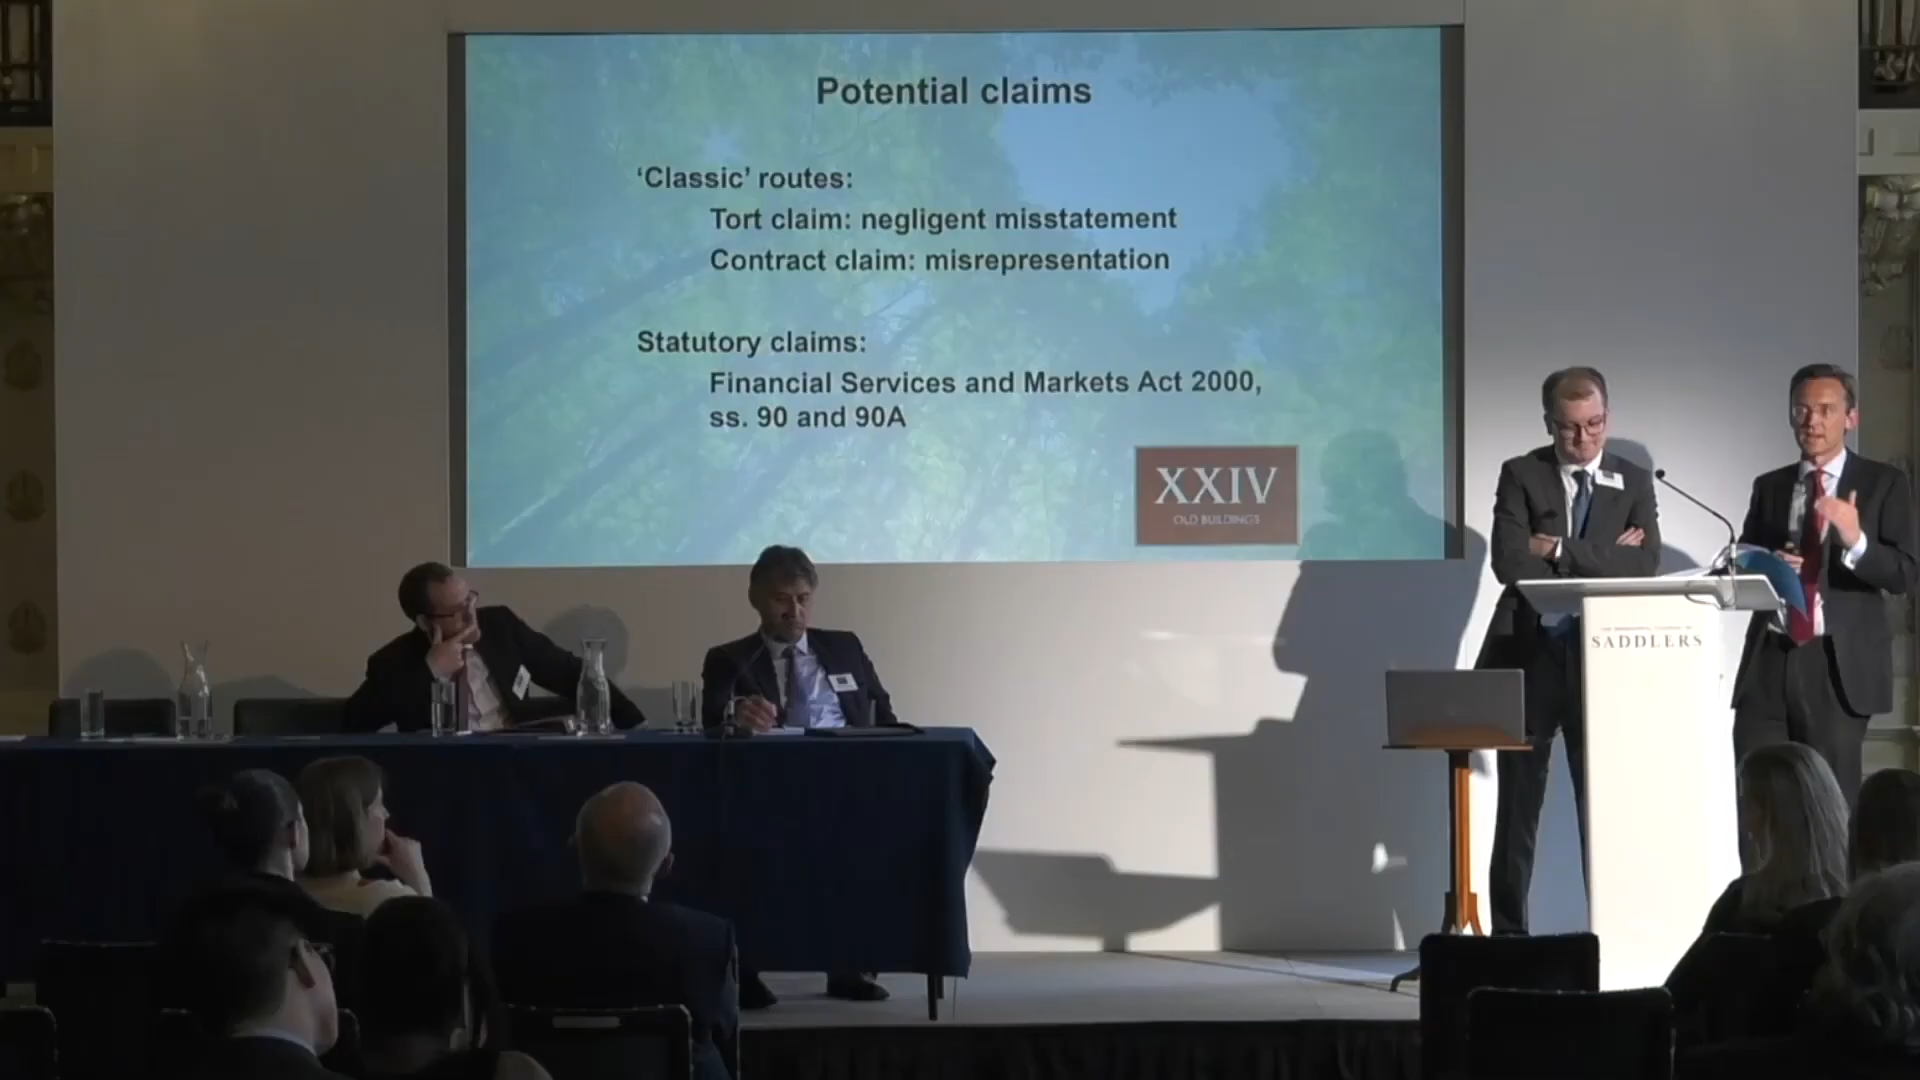 Potential claims
‘Classic’ routes:
Tort claim: negligent misstatement
Contract claim: misrepresentation
Statutory claims:
Financial Services and Markets Act 2000,
ss. 90 and 90A
XXIV
OLD BUILDINGS
SADDLERS